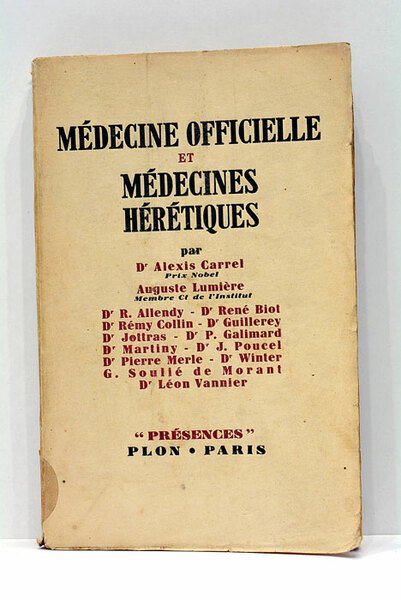 MÉDECINE OFFICIELLE
ET
MÉDECINES
HÉRÉTIQUES
par
Dr Alexis Carrel
Prix Nobel
Auguste Lumière
Membre Ct de l'Institut
Dr R. Allendy - Dr René Biot
Dr Rémy Collin - Dr Guillerey
Dr Jottras - Dr P. Galimard
Dr Martiny - Dr J. Poucel
Dr Pierre Merle - Dr Winter
G. Soulié de Morant
Dr Léon Vannier
"PRÉSENCES"
PLON • PARIS